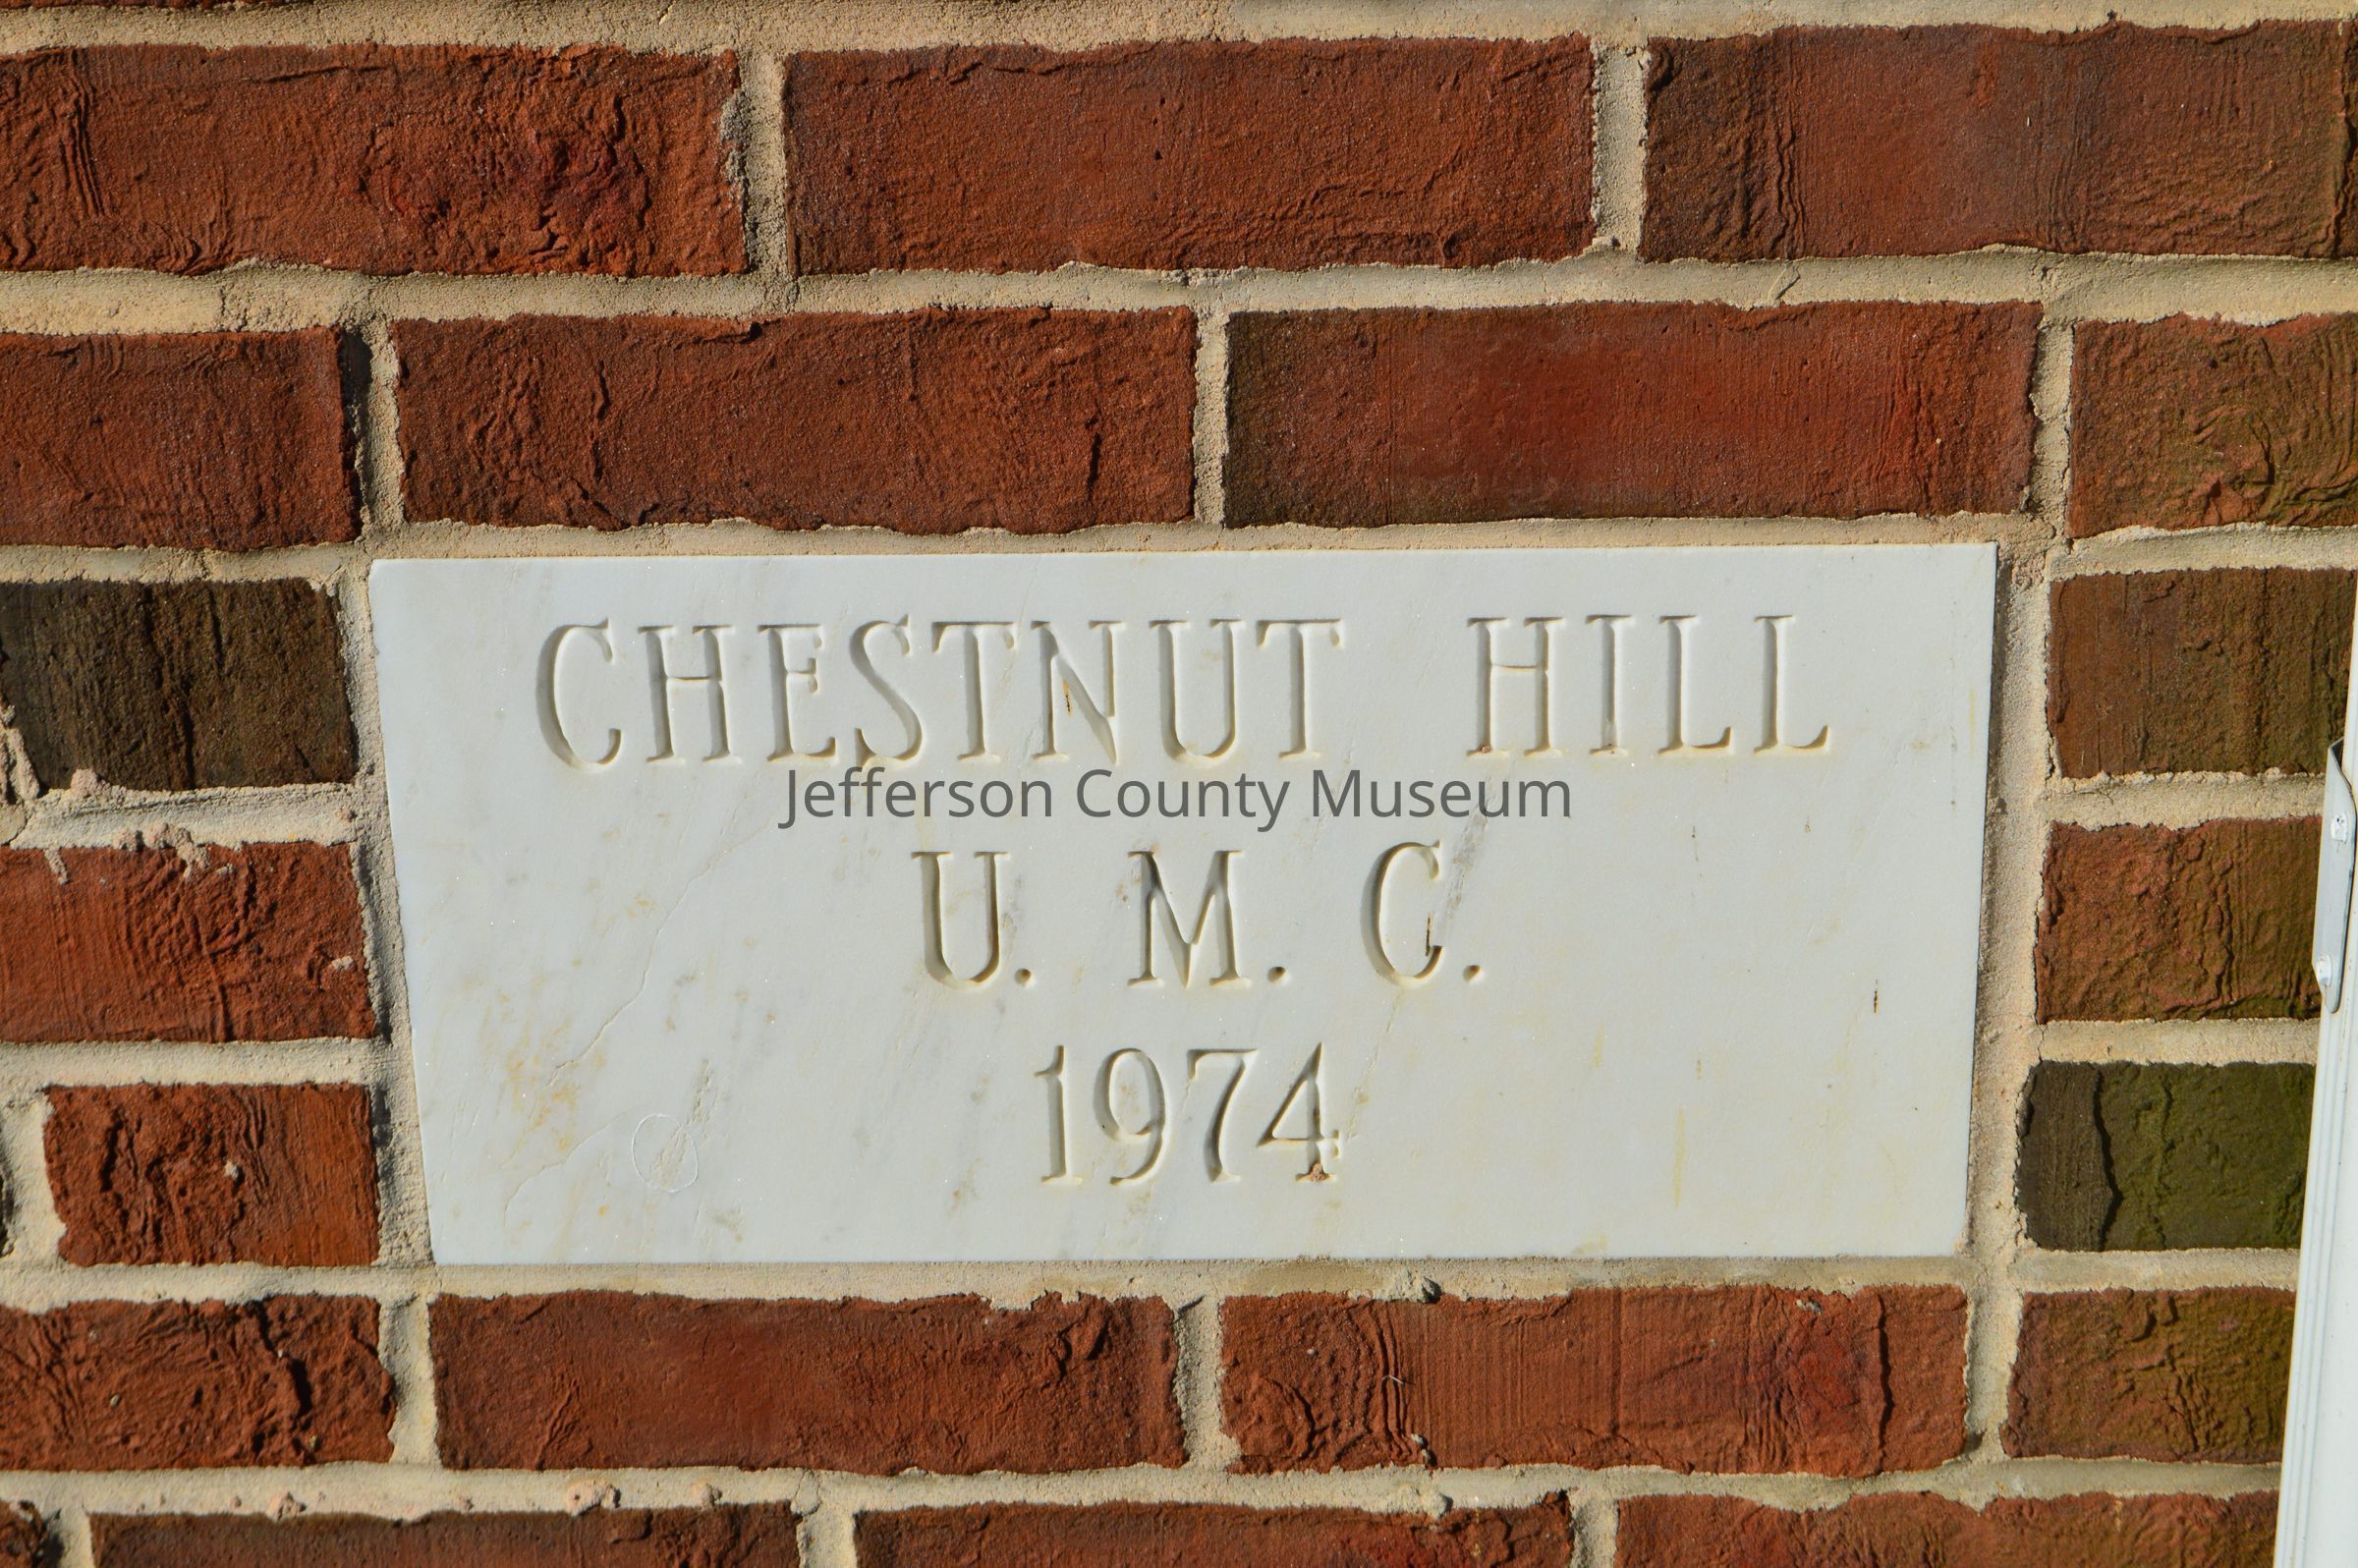 CHESTNUT HILL
Jefferson County Museum
U. M. C.
1974